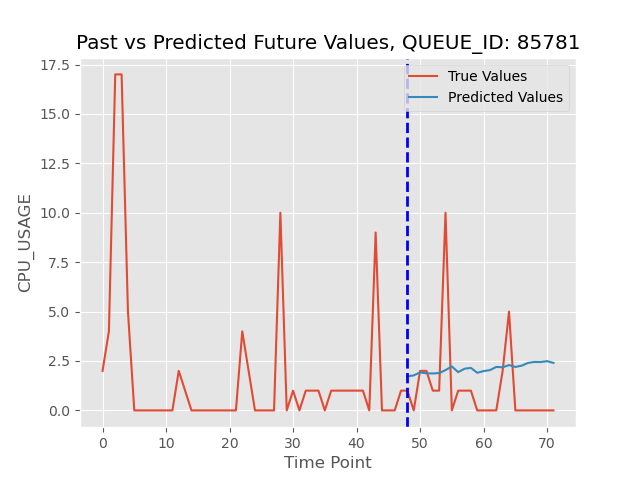 Past vs Predicted Future Values, QUEUE_ID: 85781
True Values
Predicted Values
CPU_USAGE
17.5
15.0
12.5
10.0
7.5
5.0
2.5
0.0
0 10 20 30 40 50 60 70
Time Point